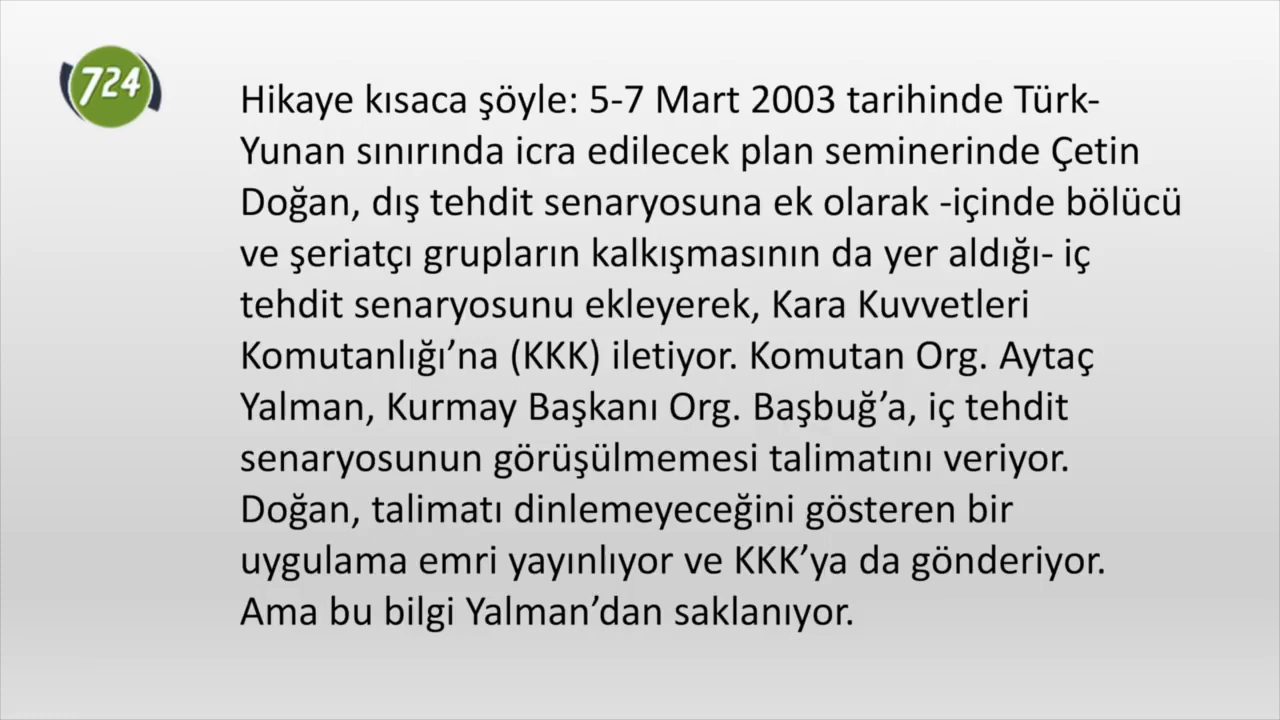 724
Hikaye kısaca şöyle: 5-7 Mart 2003 tarihinde Türk-
Yunan sınırında icra edilecek plan seminerinde Çetin
Doğan, dış tehdit senaryosuna ek olarak -içinde bölücü
ve şeriatçı grupların kalkışmasının da yer aldığı- iç
tehdit senaryosunu ekleyerek, Kara Kuvvetleri
Komutanlığı’na (KKK) iletiyor. Komutan Org. Aytaç
Yalman, Kurmay Başkanı Org. Başbuğ’a, iç tehdit
senaryosunun görüşülmemesi talimatını veriyor.
Doğan, talimatı dinlemeyeceğini gösteren bir
uygulama emri yayınlıyor ve KKK’ya da gönderiyor.
Ama bu bilgi Yalman’dan saklanıyor.